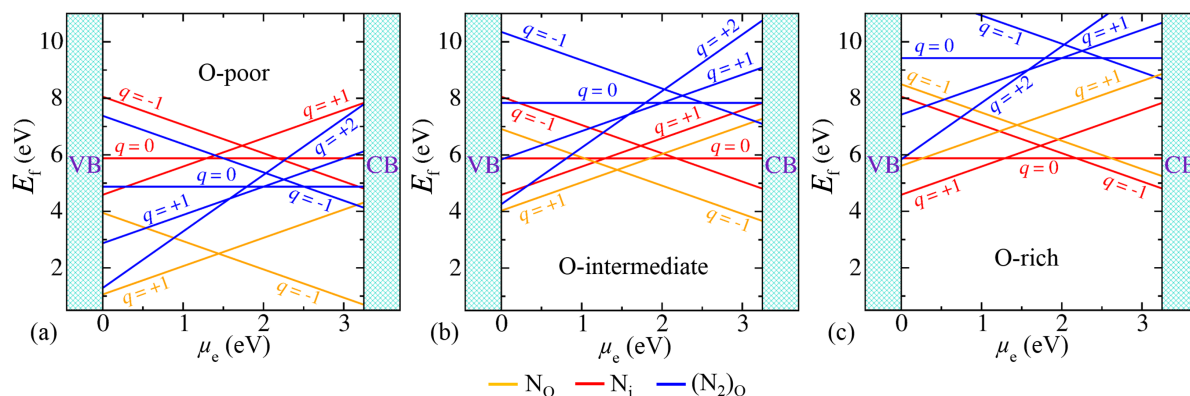 10
8
6
4
2
E_f (eV)
O-poor
VB
CB
q = -1
q = +1
q = 0
q = +2
q = 0
q = +1
q = -1
q = +1
q = -1
0
1
2
3
(a)
μ_e (eV)
10
8
6
4
2
E_f (eV)
q = -1
q = +2
q = +1
q = 0
q = -1
q = +1
q = 0
q = +1
q = -1
VB
CB
O-intermediate
0
1
2
3
(b)
μ_e (eV)
10
8
6
4
2
E_f (eV)
q = -1
q = +1
q = 0
q = -1
q = +2
q = +1
q = 0
q = +1
q = -1
VB
CB
O-rich
0
1
2
3
(c)
μ_e (eV)
N_O N_i (N_2)_O